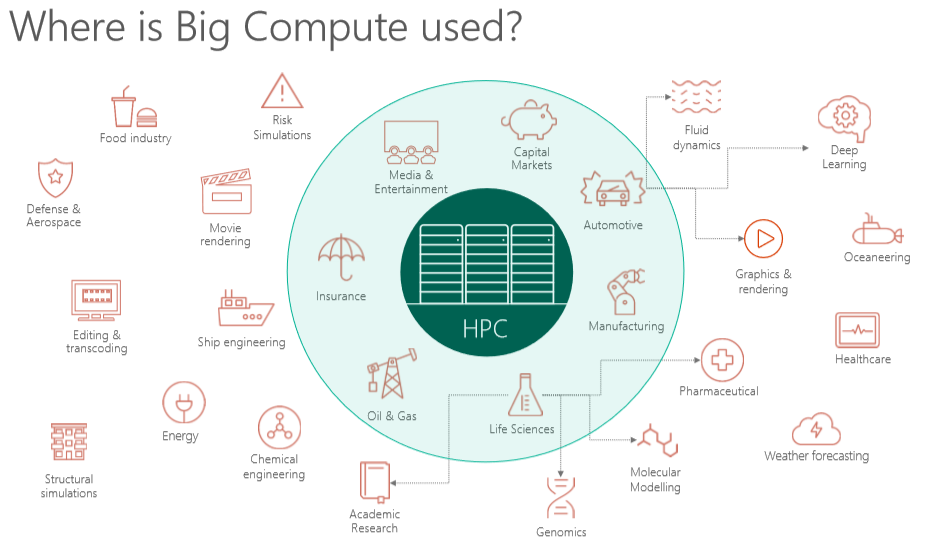 Where is Big Compute used?
Food industry
Risk
Simulations
Media &
Entertainment
Capital
Markets
Fluid
dynamics
Deep
Learning
Defense &
Aerospace
Movie
rendering
Automotive
Insurance
Graphics &
rendering
Oceaneering
Editing &
transcoding
Ship engineering
HPC
Manufacturing
Healthcare
Oil & Gas
Life Sciences
Pharmaceutical
Energy
Chemical
engineering
Weather forecasting
Structural
simulations
Academic
Research
Genomics
Molecular
Modelling